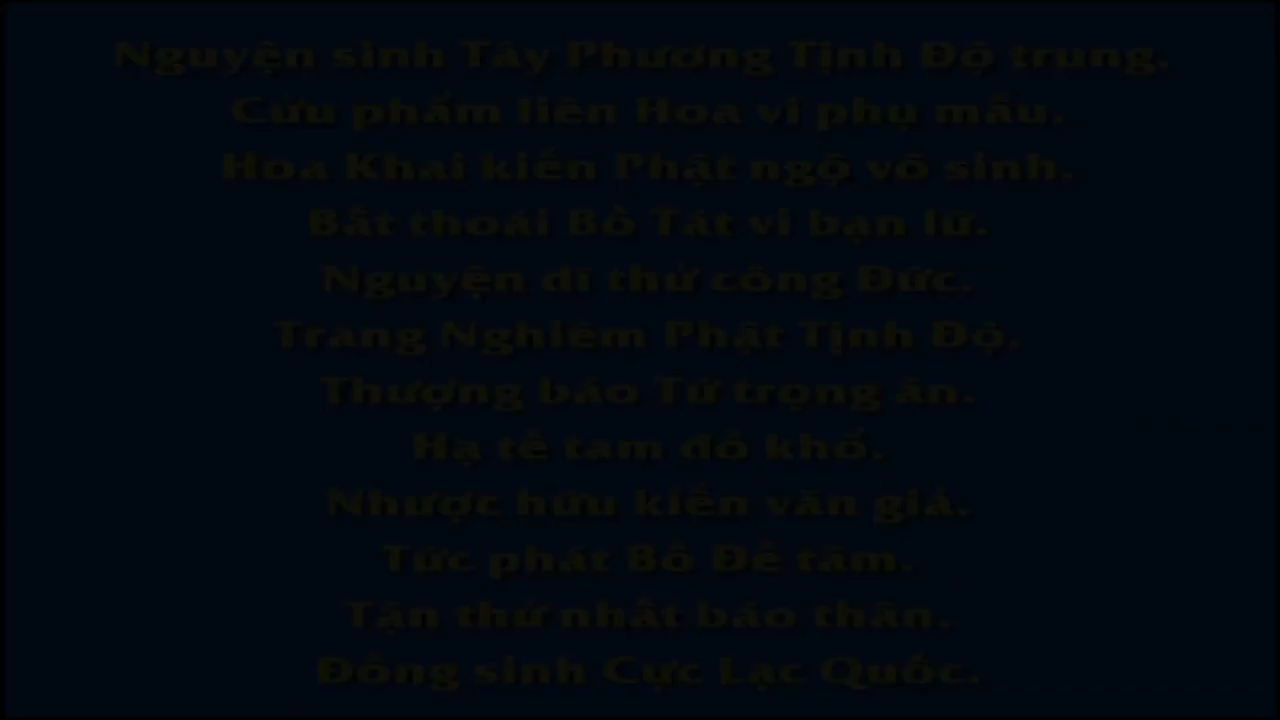 Nguyện sinh Tây Phương Tịnh Độ trung.
Cửu phẩm liên Hoa vi phụ mẫu.
Hoa Khai kiến Phật ngộ vô sinh.
Bất thoái Bồ Tát vi bạn lữ.
Nguyện dĩ thử công Đức.
Trang Nghiêm Phật Tịnh Độ.
Thượng báo Tứ trọng ân.
Hạ tế tam đồ khổ.
Nhược hữu kiến văn giả.
Tức phát Bồ Đề tâm.
Tận thử nhất báo thân.
Đồng sinh Cực Lạc Quốc.